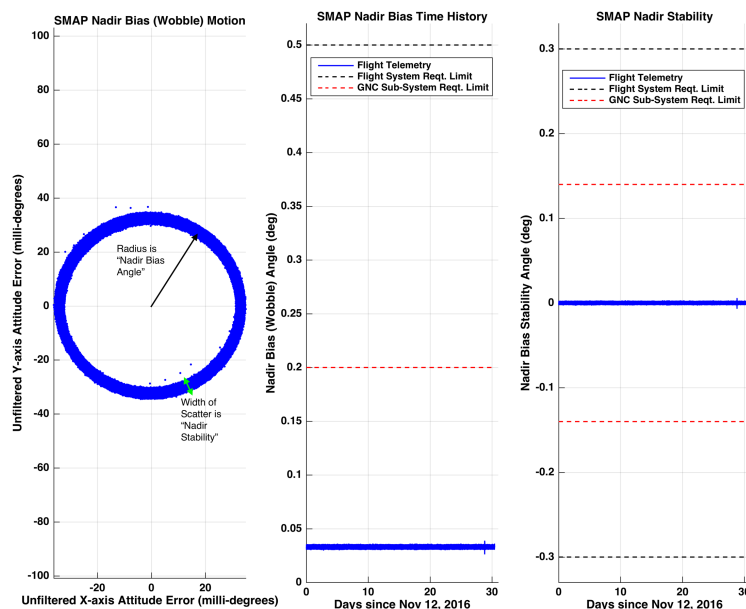 SMAP Nadir Bias (Wobble) Motion
100
80
60
40
20
0
-20
-40
-60
-80
-100
-20
0
20
Unfiltered Y-axis Attitude Error (milli-degrees)
Unfiltered X-axis Attitude Error (milli-degrees)
Radius is
“Nadir Bias
Angle”
Width of
Scatter is
“Nadir
Stability”
SMAP Nadir Bias Time History
0.5
0.45
0.4
0.35
0.3
0.25
0.2
0.15
0.1
0.05
0
0
10
20
30
Nadir Bias (Wobble) Angle (deg)
Days since Nov 12, 2016
Flight Telemetry
Flight System Reqt. Limit
GNC Sub-System Reqt. Limit
SMAP Nadir Stability
0.3
0.2
0.1
0
-0.1
-0.2
-0.3
0
10
20
30
Nadir Bias Stability Angle (deg)
Days since Nov 12, 2016
Flight Telemetry
Flight System Reqt. Limit
GNC Sub-System Reqt. Limit